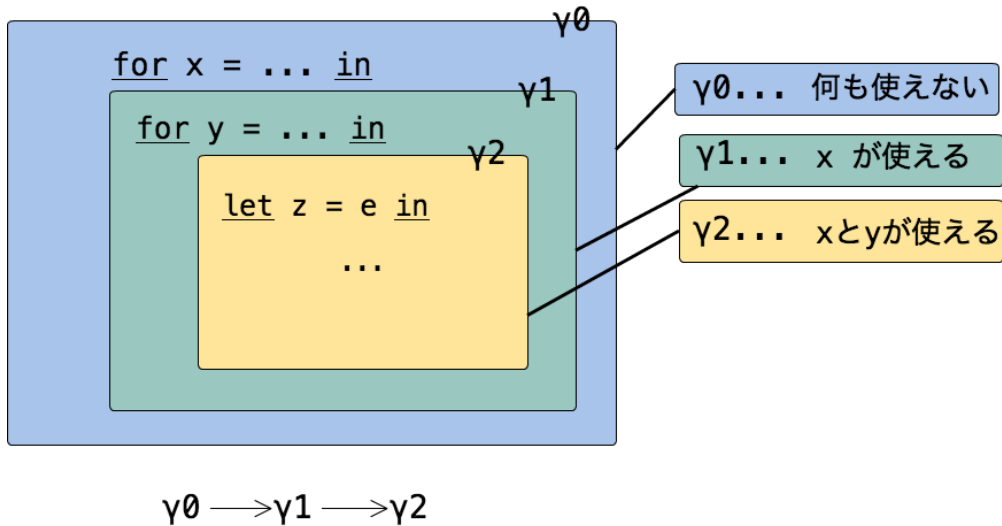 γ0
for x = ... in
γ1
for y = ... in
γ2
let z = e in
...
γ0... 何も使えない
γ1... x が使える
γ2... xとyが使える
γ0 → γ1 → γ2